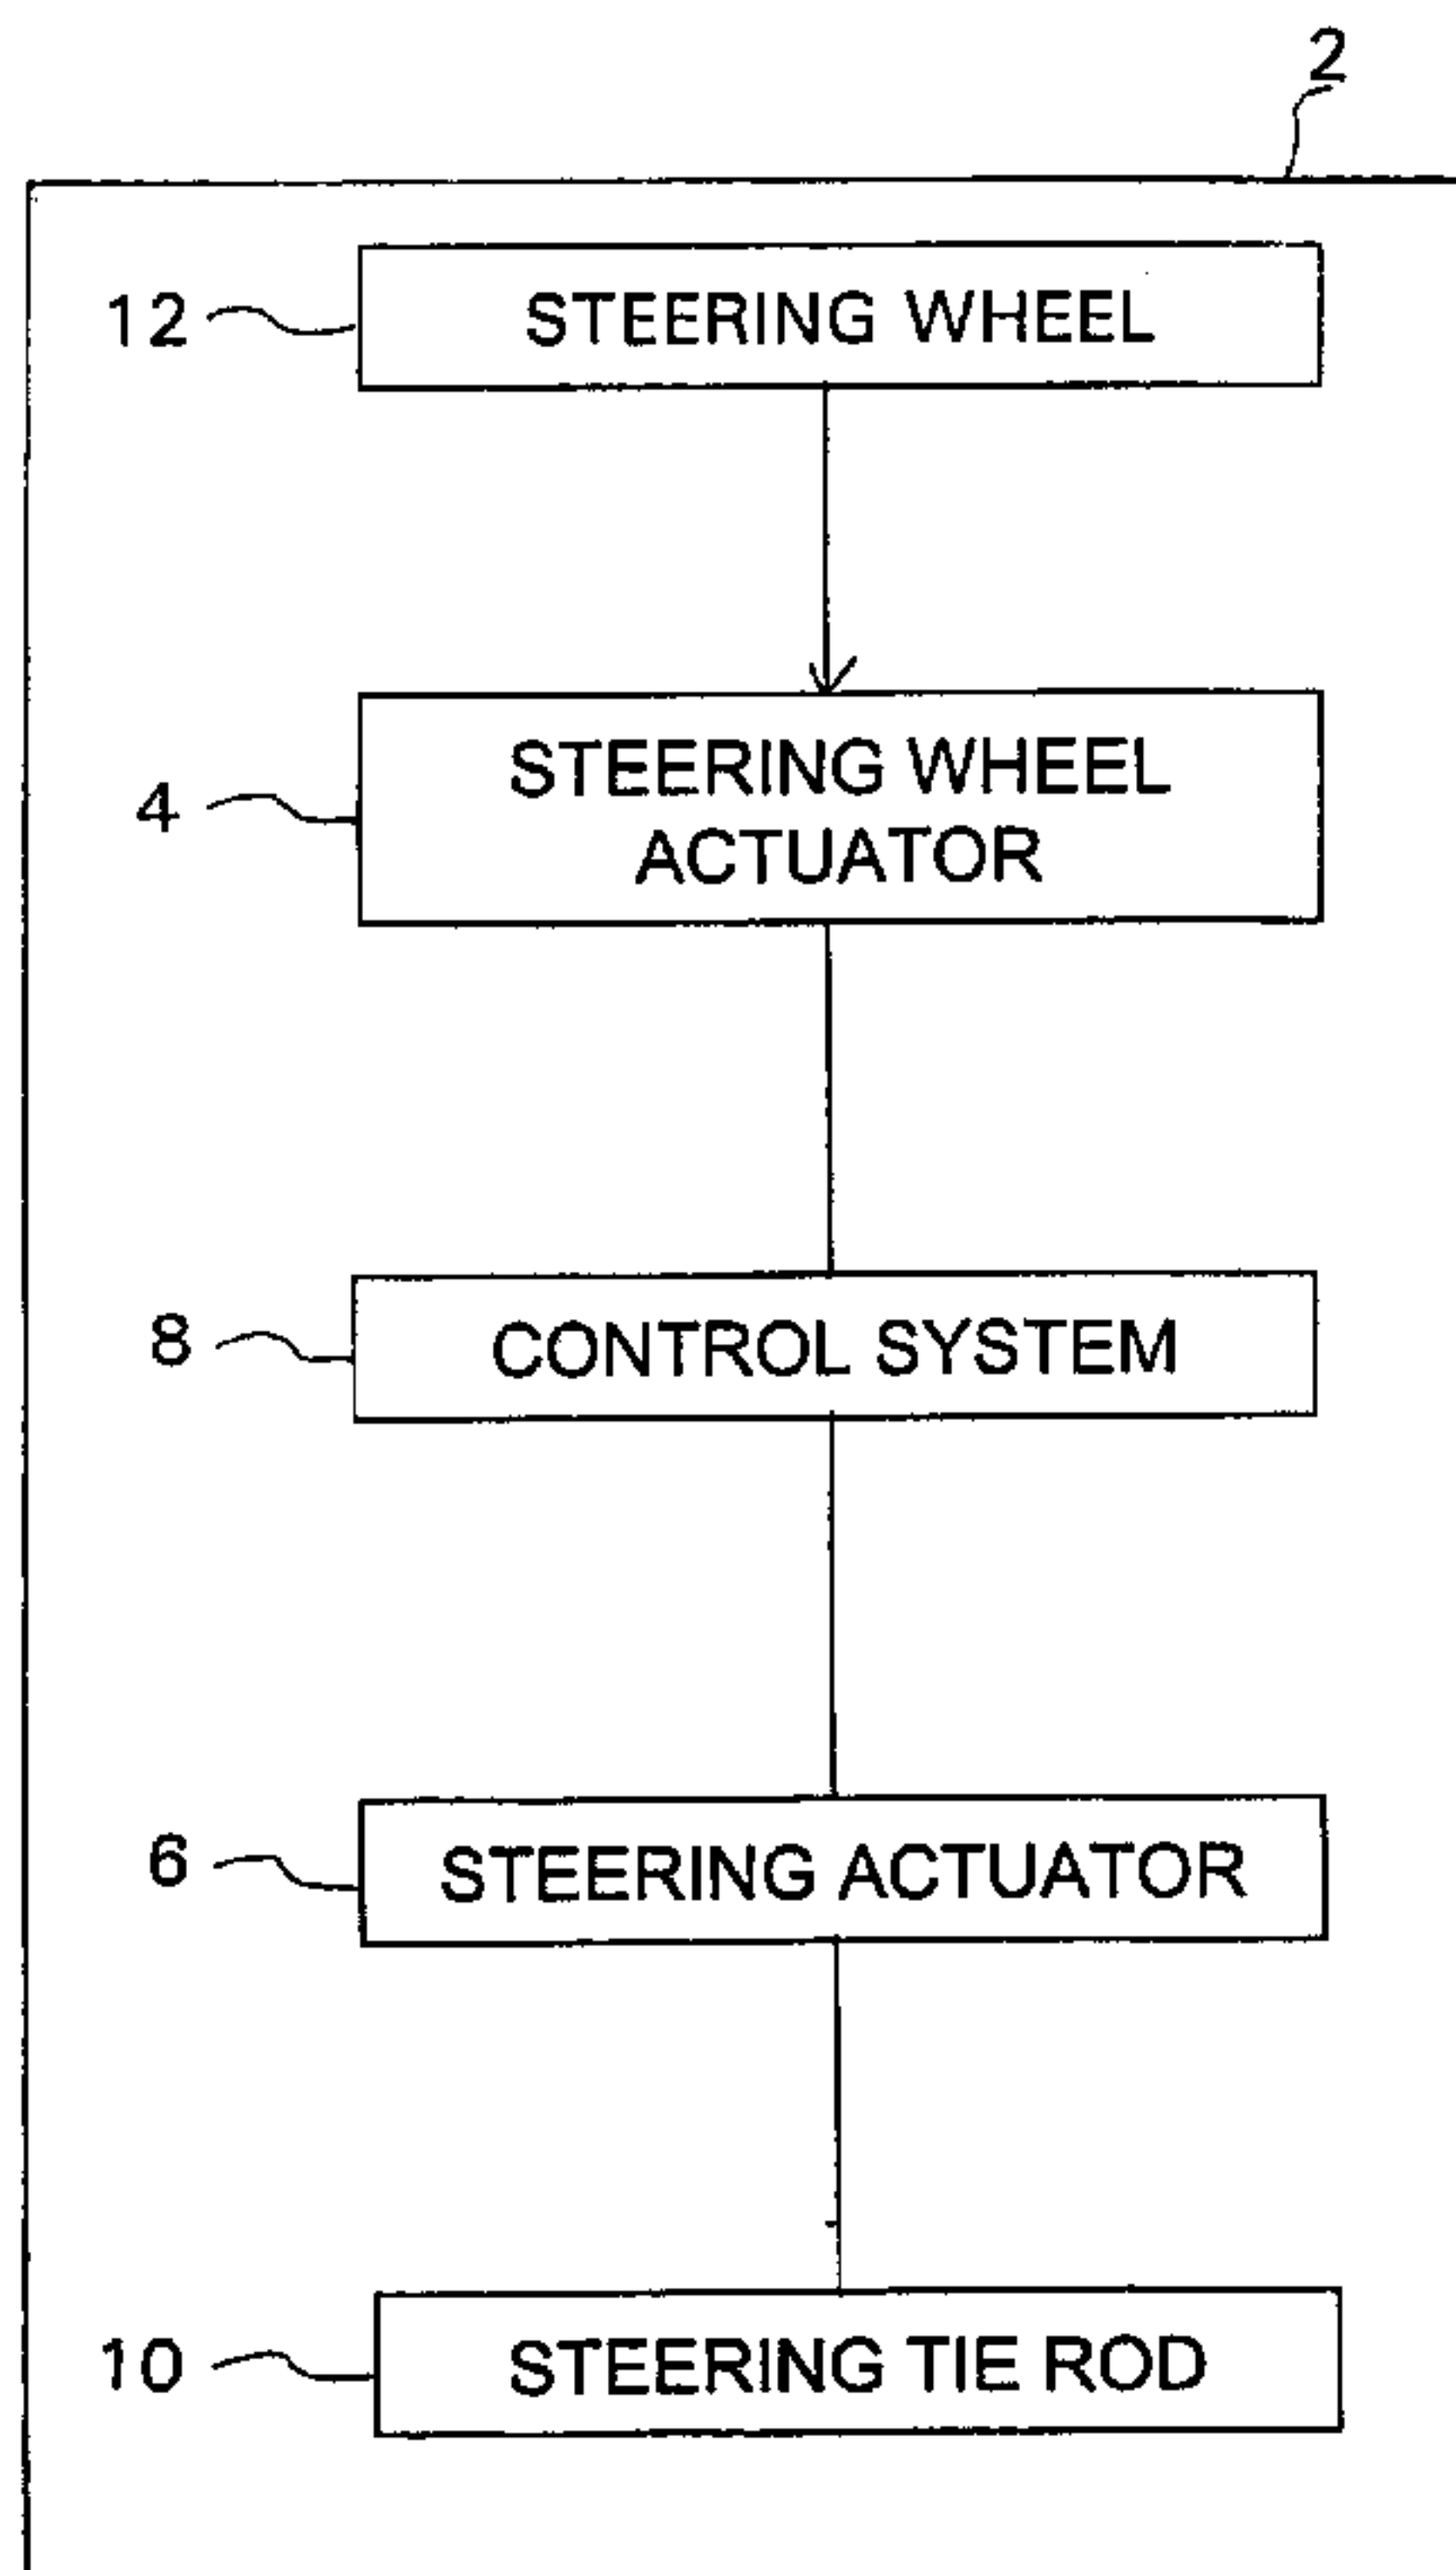 2
12 STEERING WHEEL
STEERING WHEEL
4
ACTUATOR
8 CONTROL SYSTEM
6 STEERING ACTUATOR
10 STEERING TIE ROD